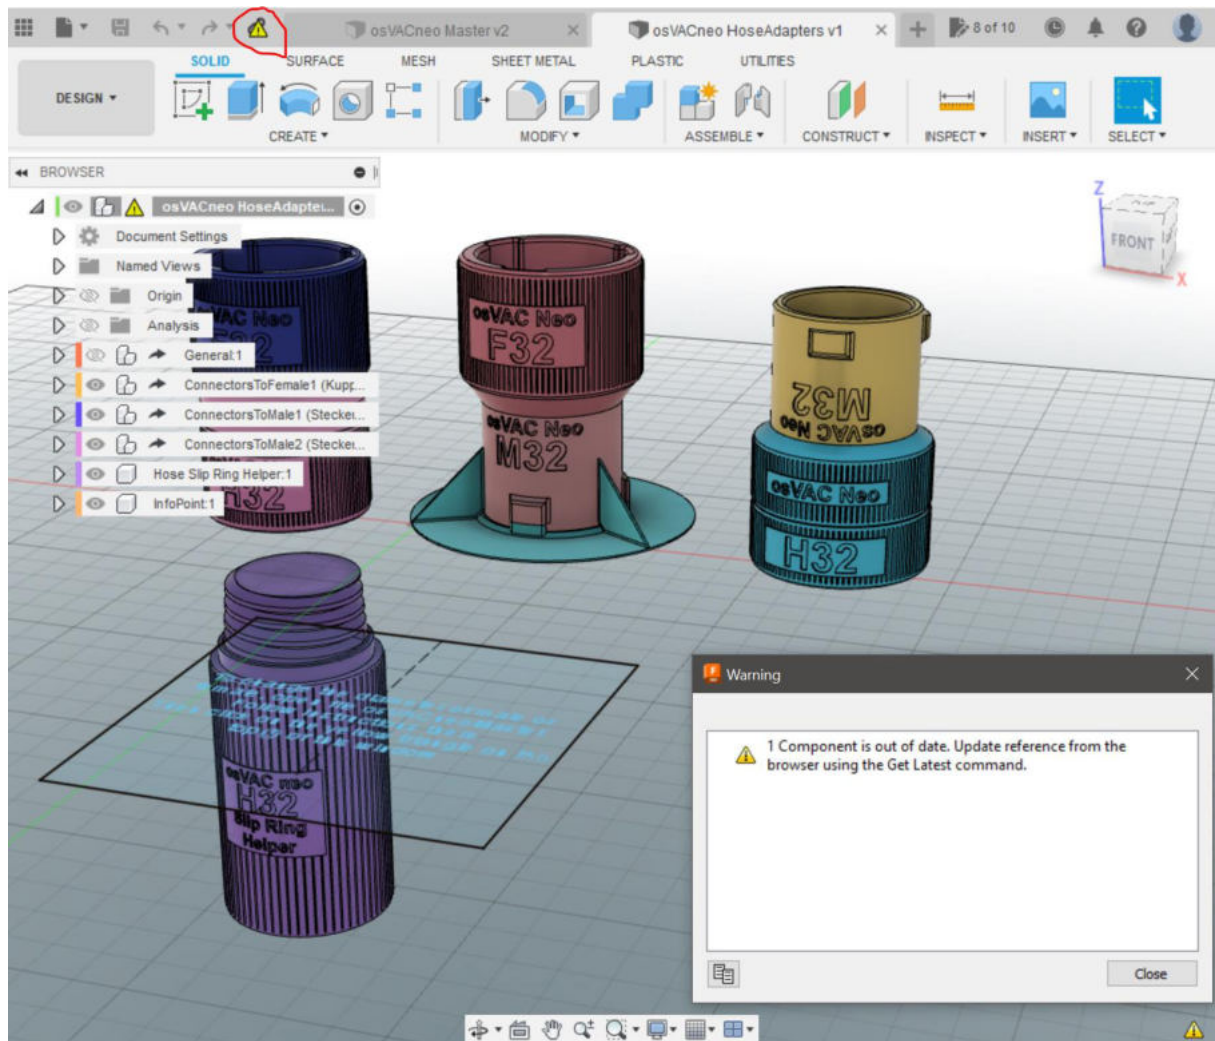 osVACneo Master v2
osVACneo HoseAdapters v1
8 of 10
SOLID
SURFACE
MESH
SHEET METAL
PLASTIC
UTILITIES
DESIGN
CREATE
MODIFY
ASSEMBLE
CONSTRUCT
INSPECT
INSERT
SELECT
BROWSER
osVACneo HoseAdapter...
Document Settings
Named Views
Origin
Analysis
General:1
ConnectorsToFemale1 (Kupp...
ConnectorsToMale1 (Stecker...
ConnectorsToMale2 (Stecker...
Hose Slip Ring Helper:1
InfoPoint:1
Z
FRONT
X
osVAC Neo
F32
osVAC Neo
M32
M32
osVAC Neo
osVAC Neo
H32
H32
osVAC neo
H32
Slip Ring
Helper
Warning
1 Component is out of date. Update reference from the
browser using the Get Latest command.
Close